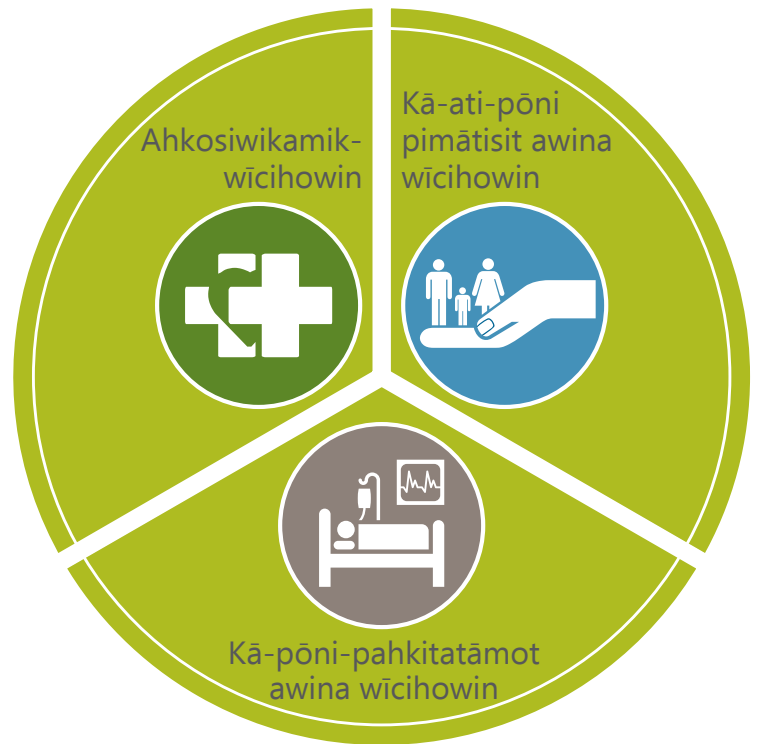 Ahkosiwikamik-
wīcihowin
Kā-ati-pōni
pimātisit awina
wīcihowin
Kā-pōni-pahkitatāmot
awina wīcihowin